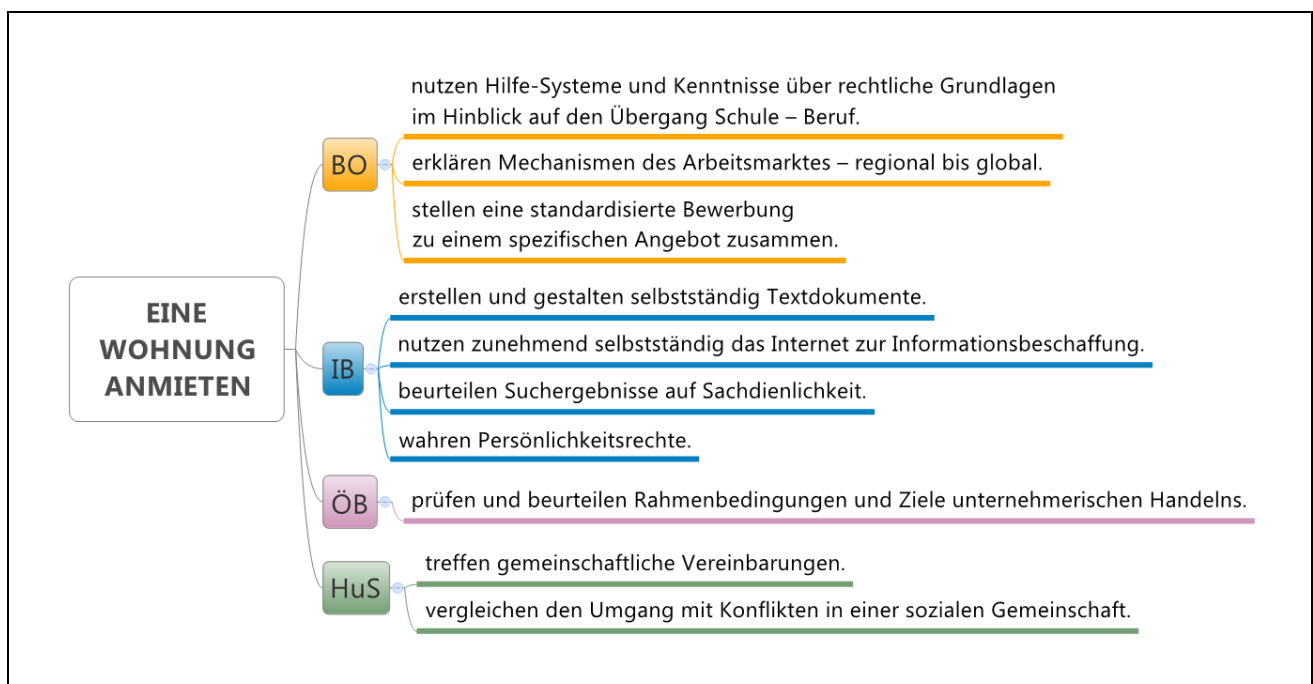 EINE
WOHNUNG
ANMIETEN
BO
nutzen Hilfe-Systeme und Kenntnisse über rechtliche Grundlagen
im Hinblick auf den Übergang Schule – Beruf.
erklären Mechanismen des Arbeitsmarktes – regional bis global.
stellen eine standardisierte Bewerbung
zu einem spezifischen Angebot zusammen.
IB
erstellen und gestalten selbstständig Textdokumente.
nutzen zunehmend selbstständig das Internet zur Informationsbeschaffung.
beurteilen Suchergebnisse auf Sachdienlichkeit.
wahren Persönlichkeitsrechte.
ÖB
prüfen und beurteilen Rahmenbedingungen und Ziele unternehmerischen Handelns.
HuS
treffen gemeinschaftliche Vereinbarungen.
vergleichen den Umgang mit Konflikten in einer sozialen Gemeinschaft.